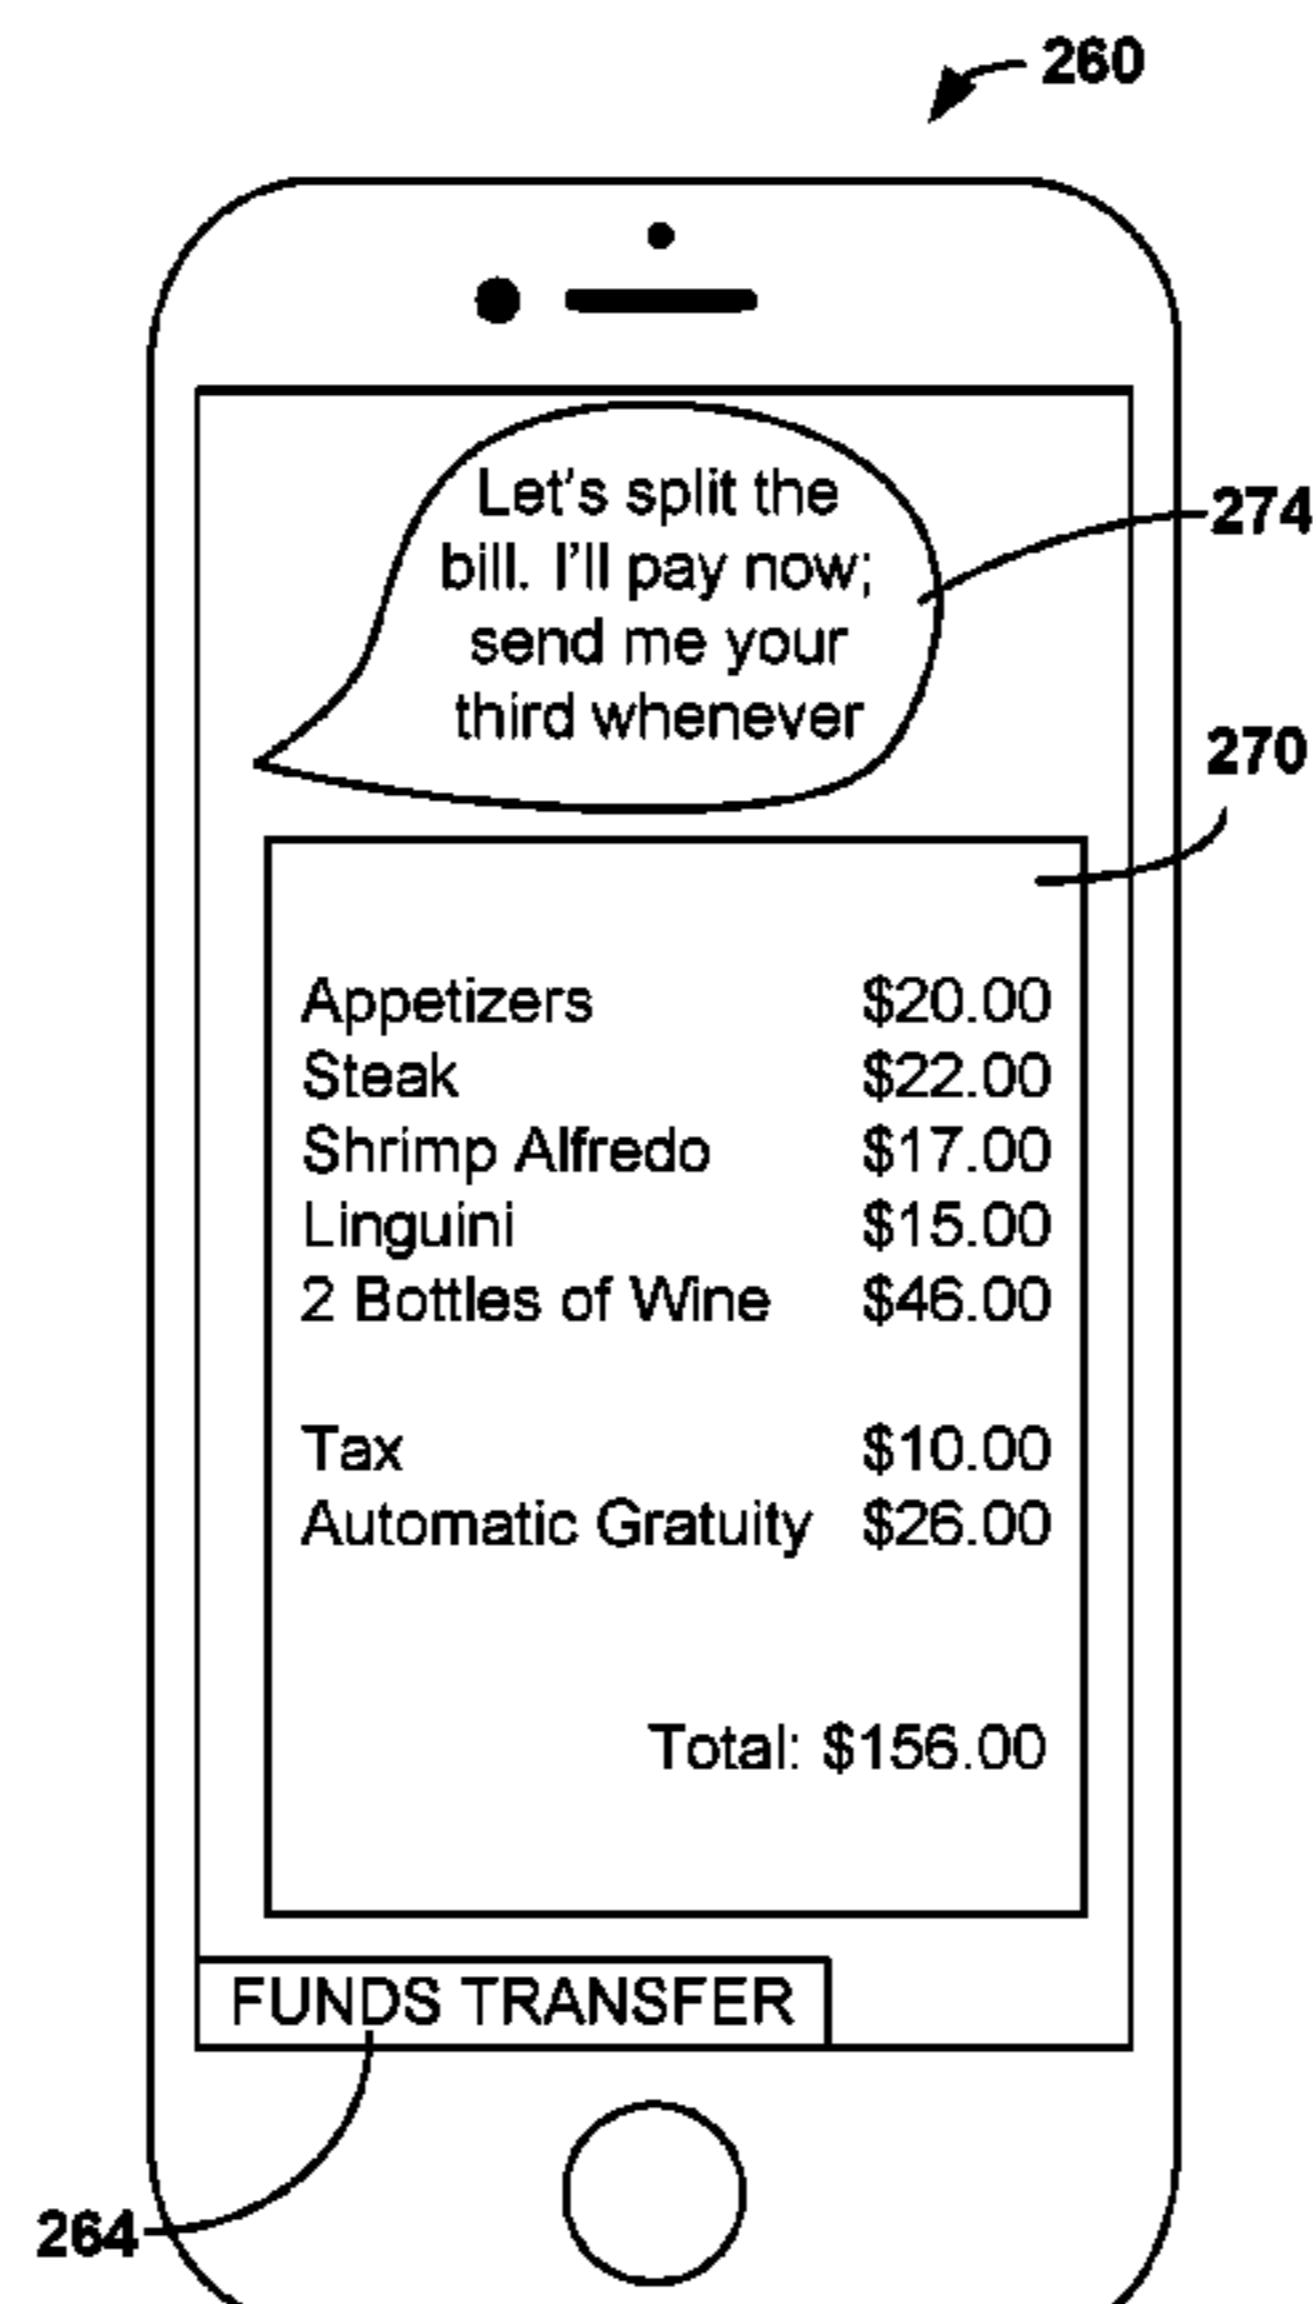 260
Let's split the
bill. I'll pay now;
send me your
third whenever
274
270
Appetizers $20.00
Steak $22.00
Shrimp Alfredo $17.00
Linguini $15.00
2 Bottles of Wine $46.00
Tax $10.00
Automatic Gratuity $26.00
Total: $156.00
FUNDS TRANSFER
264